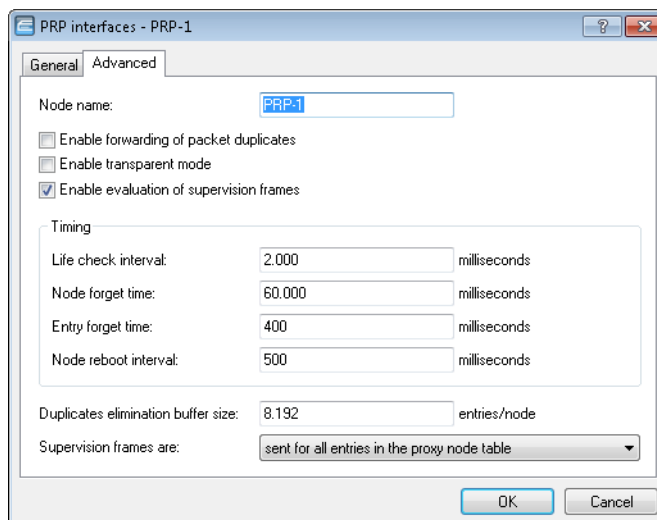 PRP interfaces - PRP-1
General Advanced
Node name: PRP-1
Enable forwarding of packet duplicates
Enable transparent mode
Enable evaluation of supervision frames
Timing
Life check interval: 2.000 milliseconds
Node forget time: 60.000 milliseconds
Entry forget time: 400 milliseconds
Node reboot interval: 500 milliseconds
Duplicates elimination buffer size: 8.192 entries/node
Supervision frames are: sent for all entries in the proxy node table
OK Cancel